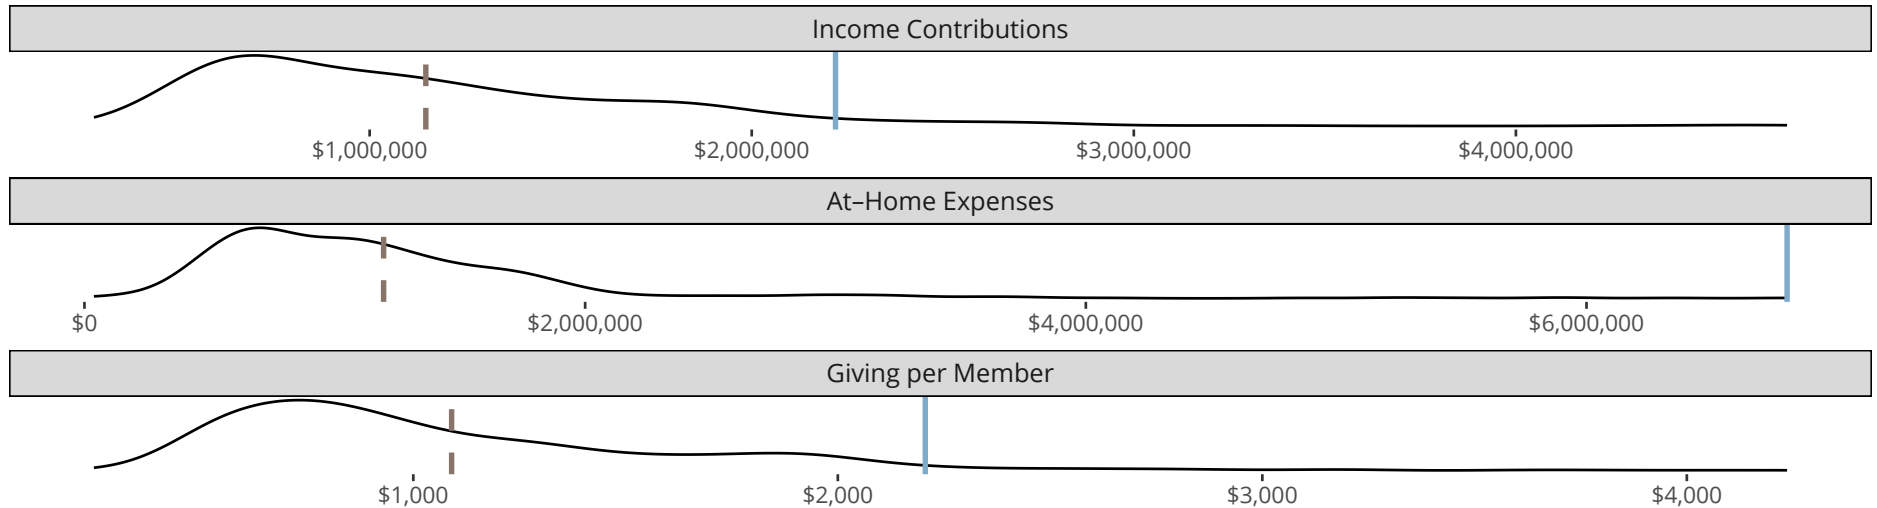 Income Contributions
$1,000,000 $2,000,000 $3,000,000 $4,000,000
At–Home Expenses
$0 $2,000,000 $4,000,000 $6,000,000
Giving per Member
$1,000 $2,000 $3,000 $4,000